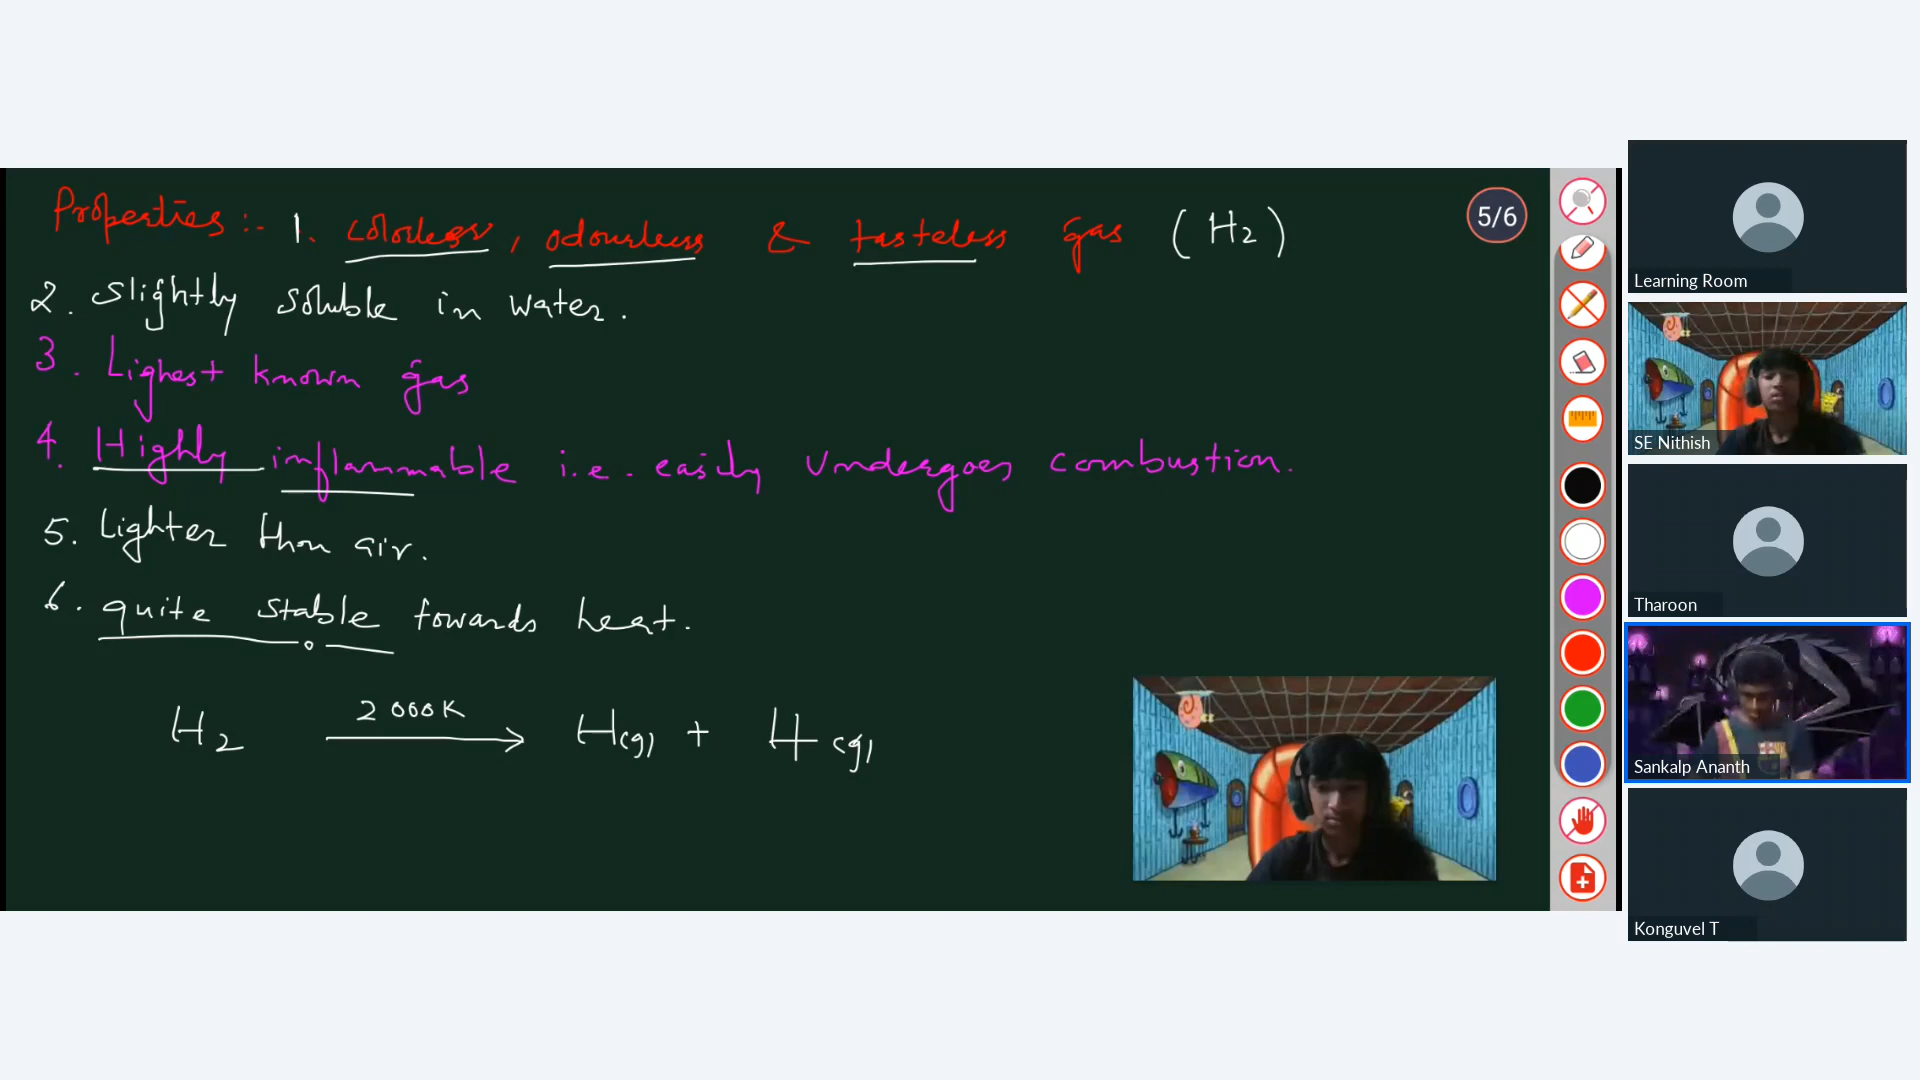 Properties :- 1. colorless, odourless & tasteless gas (H2)
5/6
2. Slightly soluble in water.
3. Lighest known gas
4. Highly inflammable i.e. easily undergoes combustion.
5. Lighter than air.
6. quite stable towards heat.
H2 2000K → H(g) + H(g)
Learning Room
SE Nithish
Tharoon
Sankalp Ananth
Konguvel T